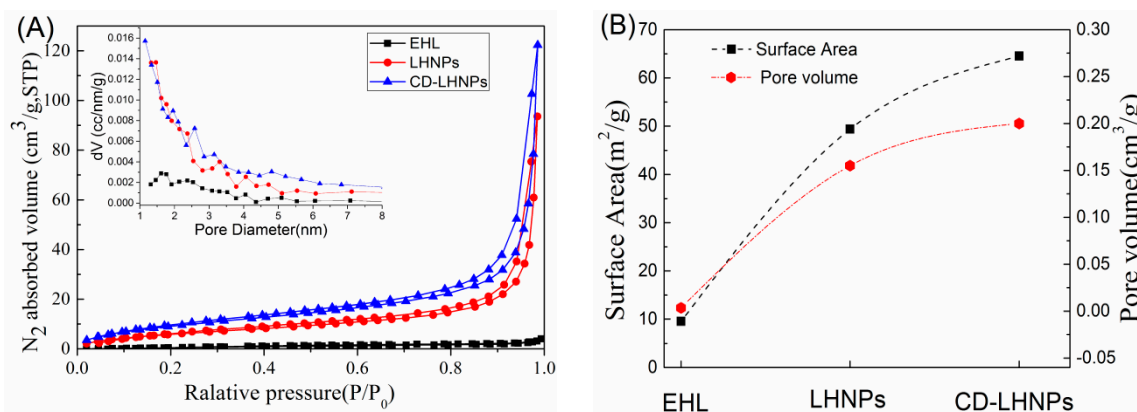 (A)
N2 absorbed volume (cm3/g,STP)
120
100
80
60
40
20
0
0.0
0.2
0.4
0.6
0.8
1.0
Ralative pressure(P/P0)
EHL
LHNPs
CD-LHNPs
dV (cc/nm/g)
0.016
0.014
0.012
0.010
0.008
0.006
0.004
0.002
0.000
1
2
3
4
5
6
7
8
Pore Diameter(nm)
(B)
Surface Area(m2/g)
70
60
50
40
30
20
10
0
Surface Area
Pore volume
EHL
LHNPs
CD-LHNPs
0.30
0.25
0.20
0.15
0.10
0.05
0.00
-0.05
Pore volume(cm3/g)